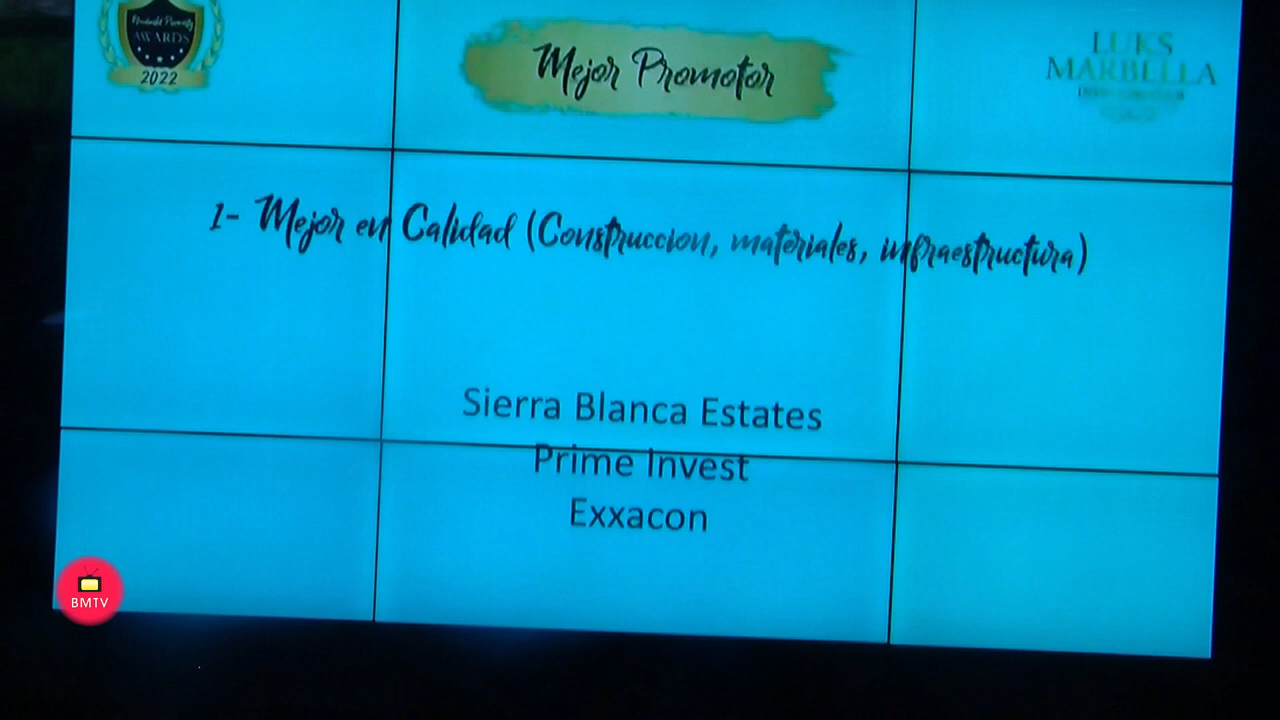 AWARDS
2022
Mejor Promotor
LUKS
MARBELLA
1- Mejor en Calidad (Construccion, materiales, infraestructura)
Sierra Blanca Estates
Prime Invest
Exxacon
BMTV